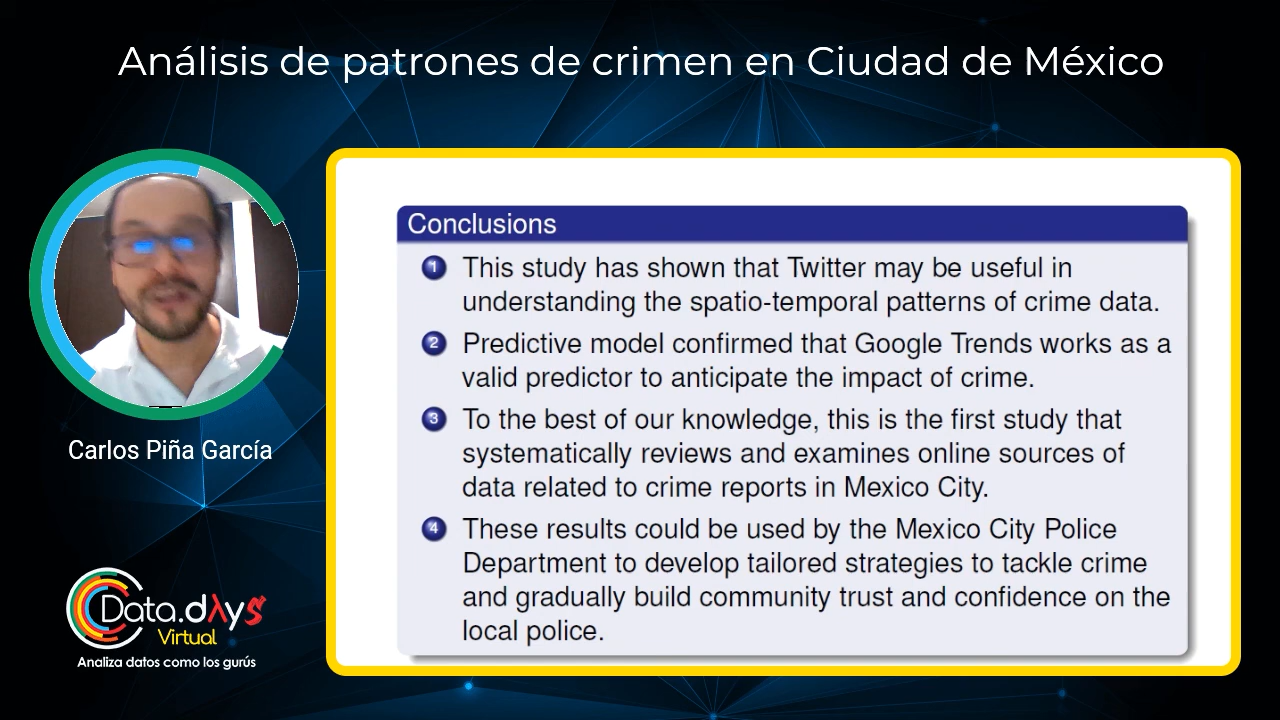 Análisis de patrones de crimen en Ciudad de México
Carlos Piña García
Data.dAys
Virtual
Analiza datos como los gurús
Conclusions
1 This study has shown that Twitter may be useful in
understanding the spatio-temporal patterns of crime data.
2 Predictive model confirmed that Google Trends works as a
valid predictor to anticipate the impact of crime.
3 To the best of our knowledge, this is the first study that
systematically reviews and examines online sources of
data related to crime reports in Mexico City.
4 These results could be used by the Mexico City Police
Department to develop tailored strategies to tackle crime
and gradually build community trust and confidence on the
local police.